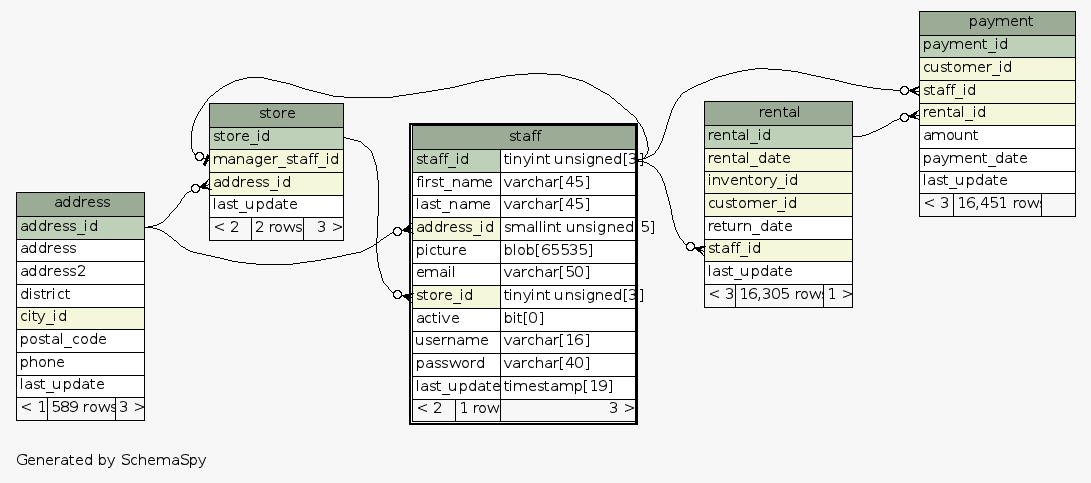 payment
payment_id
customer_id
staff_id
rental_id
amount
payment_date
last_update
< 3 16,451 rows
store
store_id
manager_staff_id
address_id
last_update
< 2 2 rows 3 >
rental
rental_id
rental_date
inventory_id
customer_id
return_date
staff_id
last_update
< 3 16,305 rows 1 >
staff
staff_id tinyint unsigned[3]
first_name varchar[45]
last_name varchar[45]
address_id smallint unsigned[5]
picture blob[65535]
email varchar[50]
store_id tinyint unsigned[3]
active bit[0]
username varchar[16]
password varchar[40]
last_update timestamp[19]
< 2 1 row 3 >
address
address_id
address
address2
district
city_id
postal_code
phone
last_update
< 1 589 rows 3 >
Generated by SchemaSpy